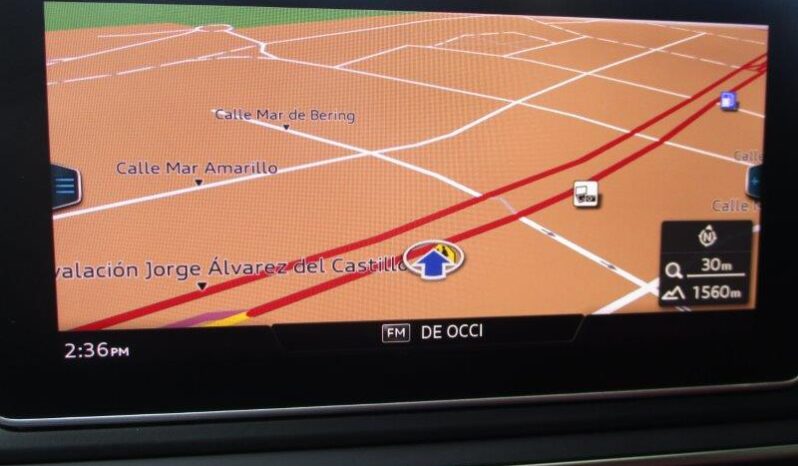 Calle Mar de Bering
Calle Mar Amarillo
Calle
Calle
valación Jorge Álvarez del Castillo
N
30m
1560m
FM DE OCCI
2:36PM